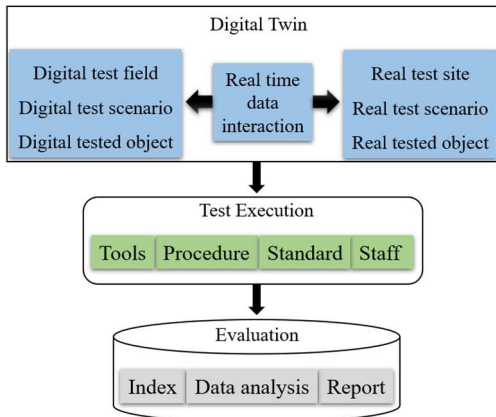 Digital Twin
Digital test field
Digital test scenario
Digital tested object
Real time
data
interaction
Real test site
Real test scenario
Real tested object
Test Execution
Tools Procedure Standard Staff
Evaluation
Index Data analysis Report